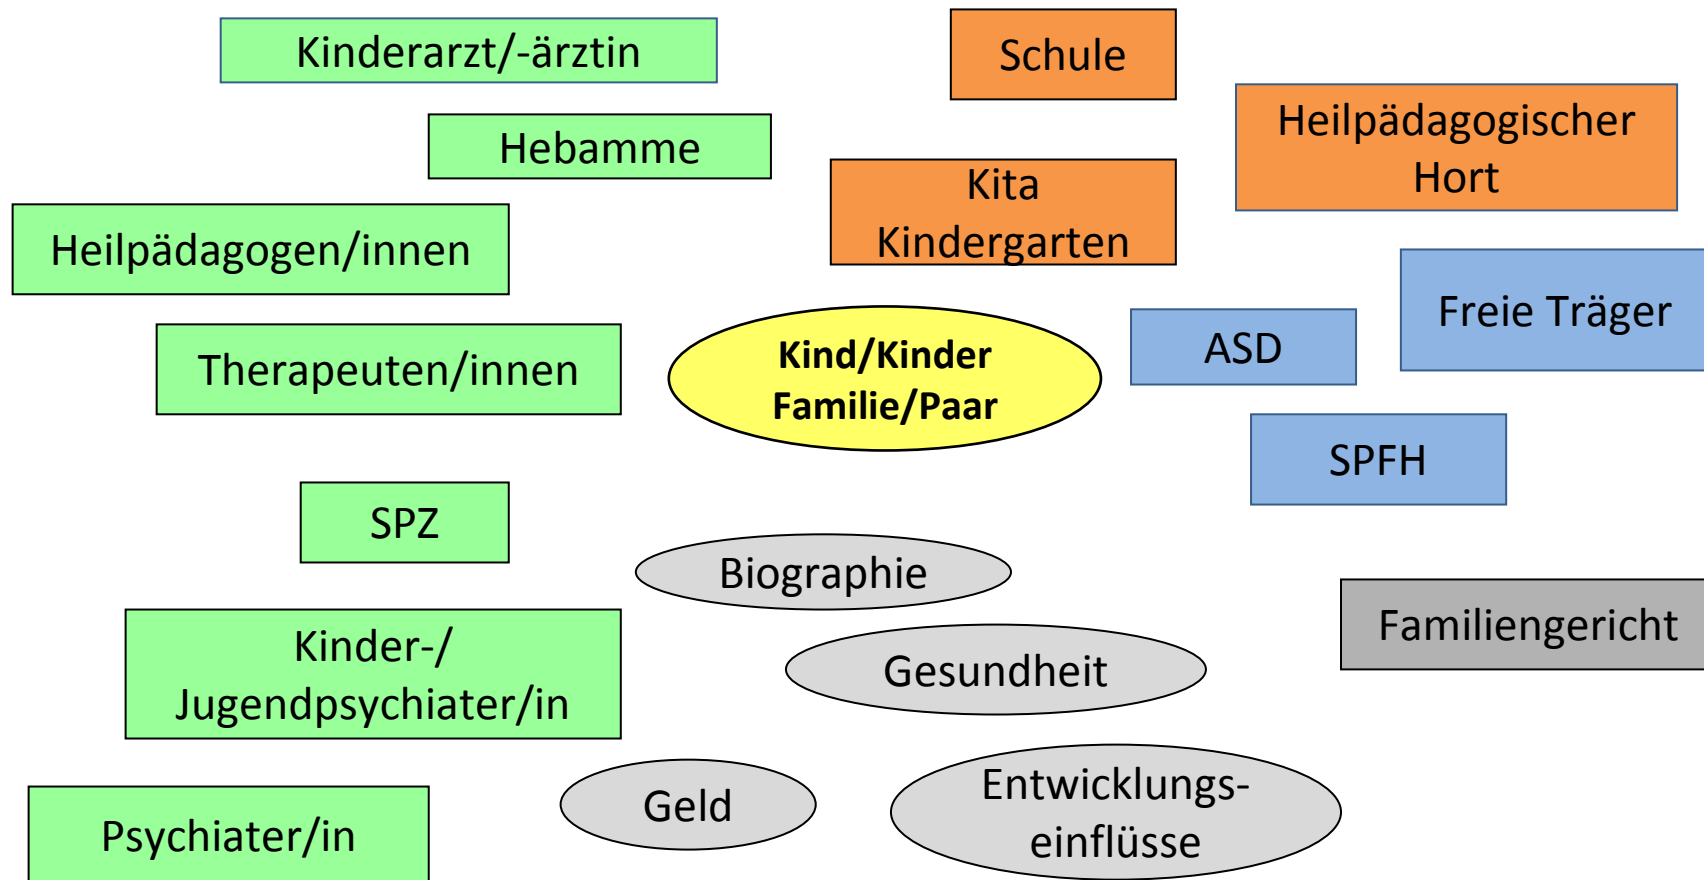 Kinderarzt/-ärztin
Schule
Heilpädagogischer
Hort
Hebamme
Kita
Kindergarten
Heilpädagogen/innen
Freie Träger
Therapeuten/innen
Kind/Kinder
Familie/Paar
ASD
SPFH
SPZ
Biographie
Familiengericht
Kinder-/
Jugendpsychiater/in
Gesundheit
Geld
Entwicklungs-
einflüsse
Psychiater/in